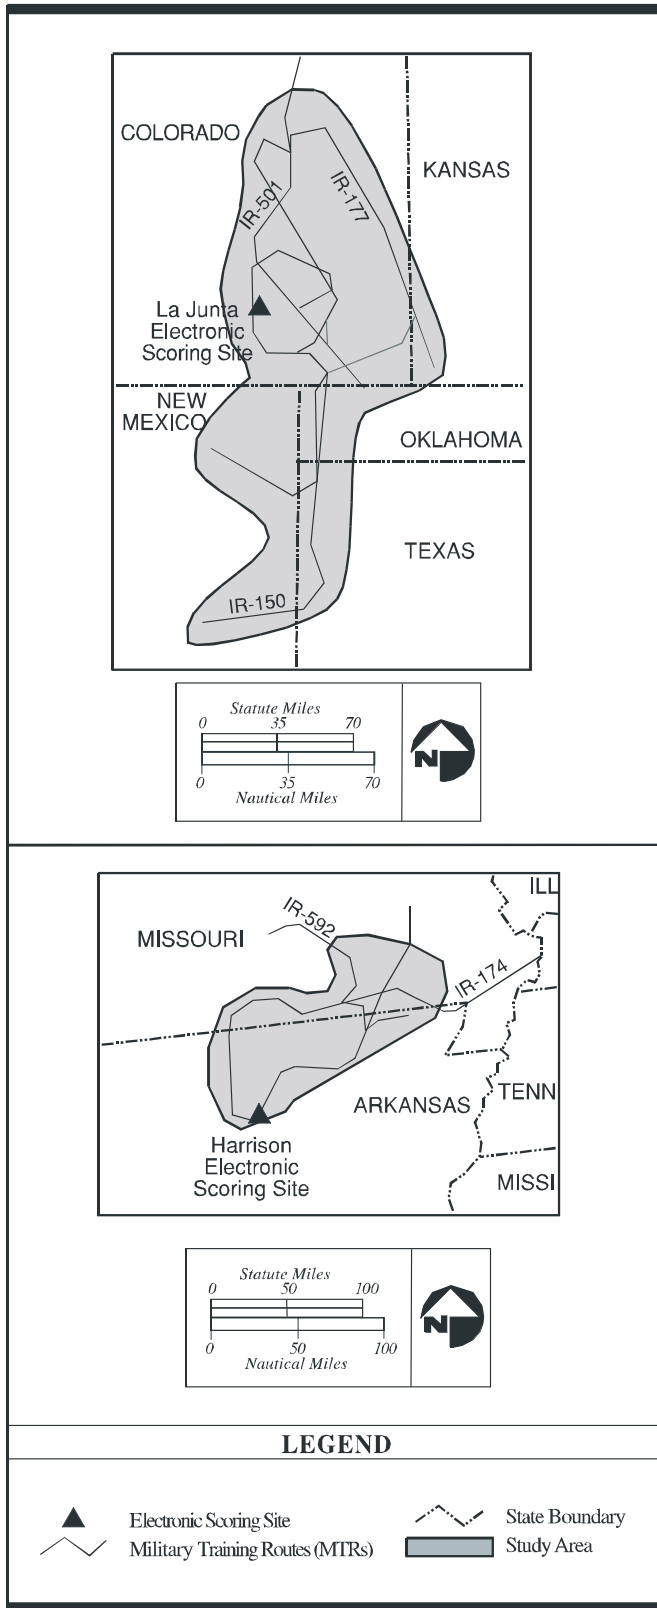 COLORADO
KANSAS
IR-501
IR-177
La Junta
Electronic
Scoring Site
NEW
MEXICO
OKLAHOMA
TEXAS
IR-150
Statute Miles
0 35 70
0 35 70
Nautical Miles
N
ILL
MISSOURI
IR-592
IR-174
ARKANSAS
TENN
Harrison
Electronic
Scoring Site
MISSI
Statute Miles
0 50 100
0 50 100
Nautical Miles
N
LEGEND
Electronic Scoring Site
State Boundary
Military Training Routes (MTRs)
Study Area